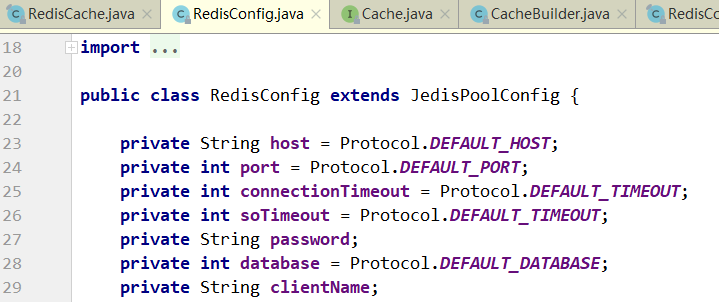 RedisCache.java × RedisConfig.java × Cache.java × CacheBuilder.java × RedisCo
18 import ...
20
21 public class RedisConfig extends JedisPoolConfig {
22
23 private String host = Protocol.DEFAULT_HOST;
24 private int port = Protocol.DEFAULT_PORT;
25 private int connectionTimeout = Protocol.DEFAULT_TIMEOUT;
26 private int soTimeout = Protocol.DEFAULT_TIMEOUT;
27 private String password;
28 private int database = Protocol.DEFAULT_DATABASE;
29 private String clientName;